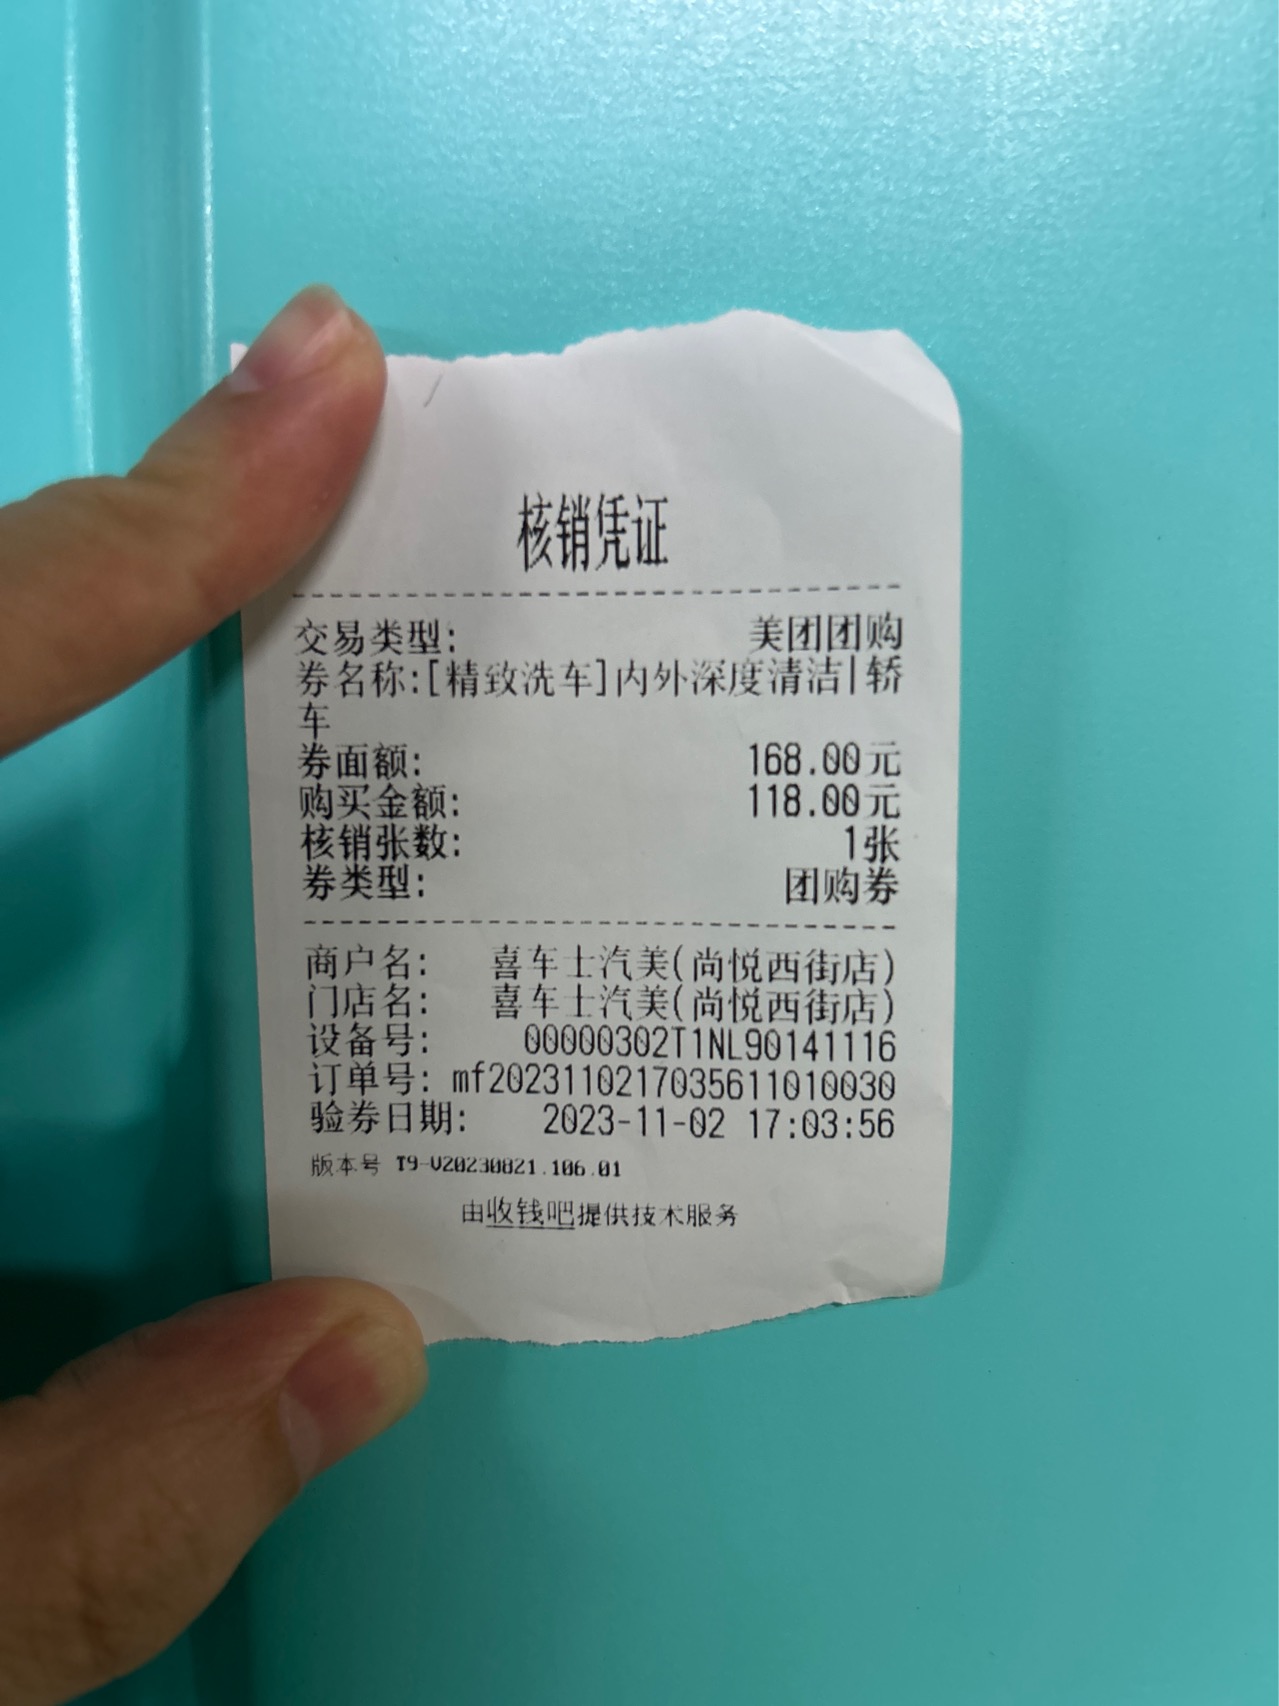 核销凭证
交易类型: 美团团购
券名称:[精致洗车]内外深度清洁|轿
车
券面额: 168.00元
购买金额: 118.00元
核销张数: 1张
券类型: 团购券
商户名: 喜车士汽美(尚悦西街店)
门店名: 喜车士汽美(尚悦西街店)
设备号: 00000302T1NL90141116
订单号: mf2023110217035611010030
验券日期: 2023-11-02 17:03:56
版本号 T9-V20230821.106.01
由收钱吧提供技术服务